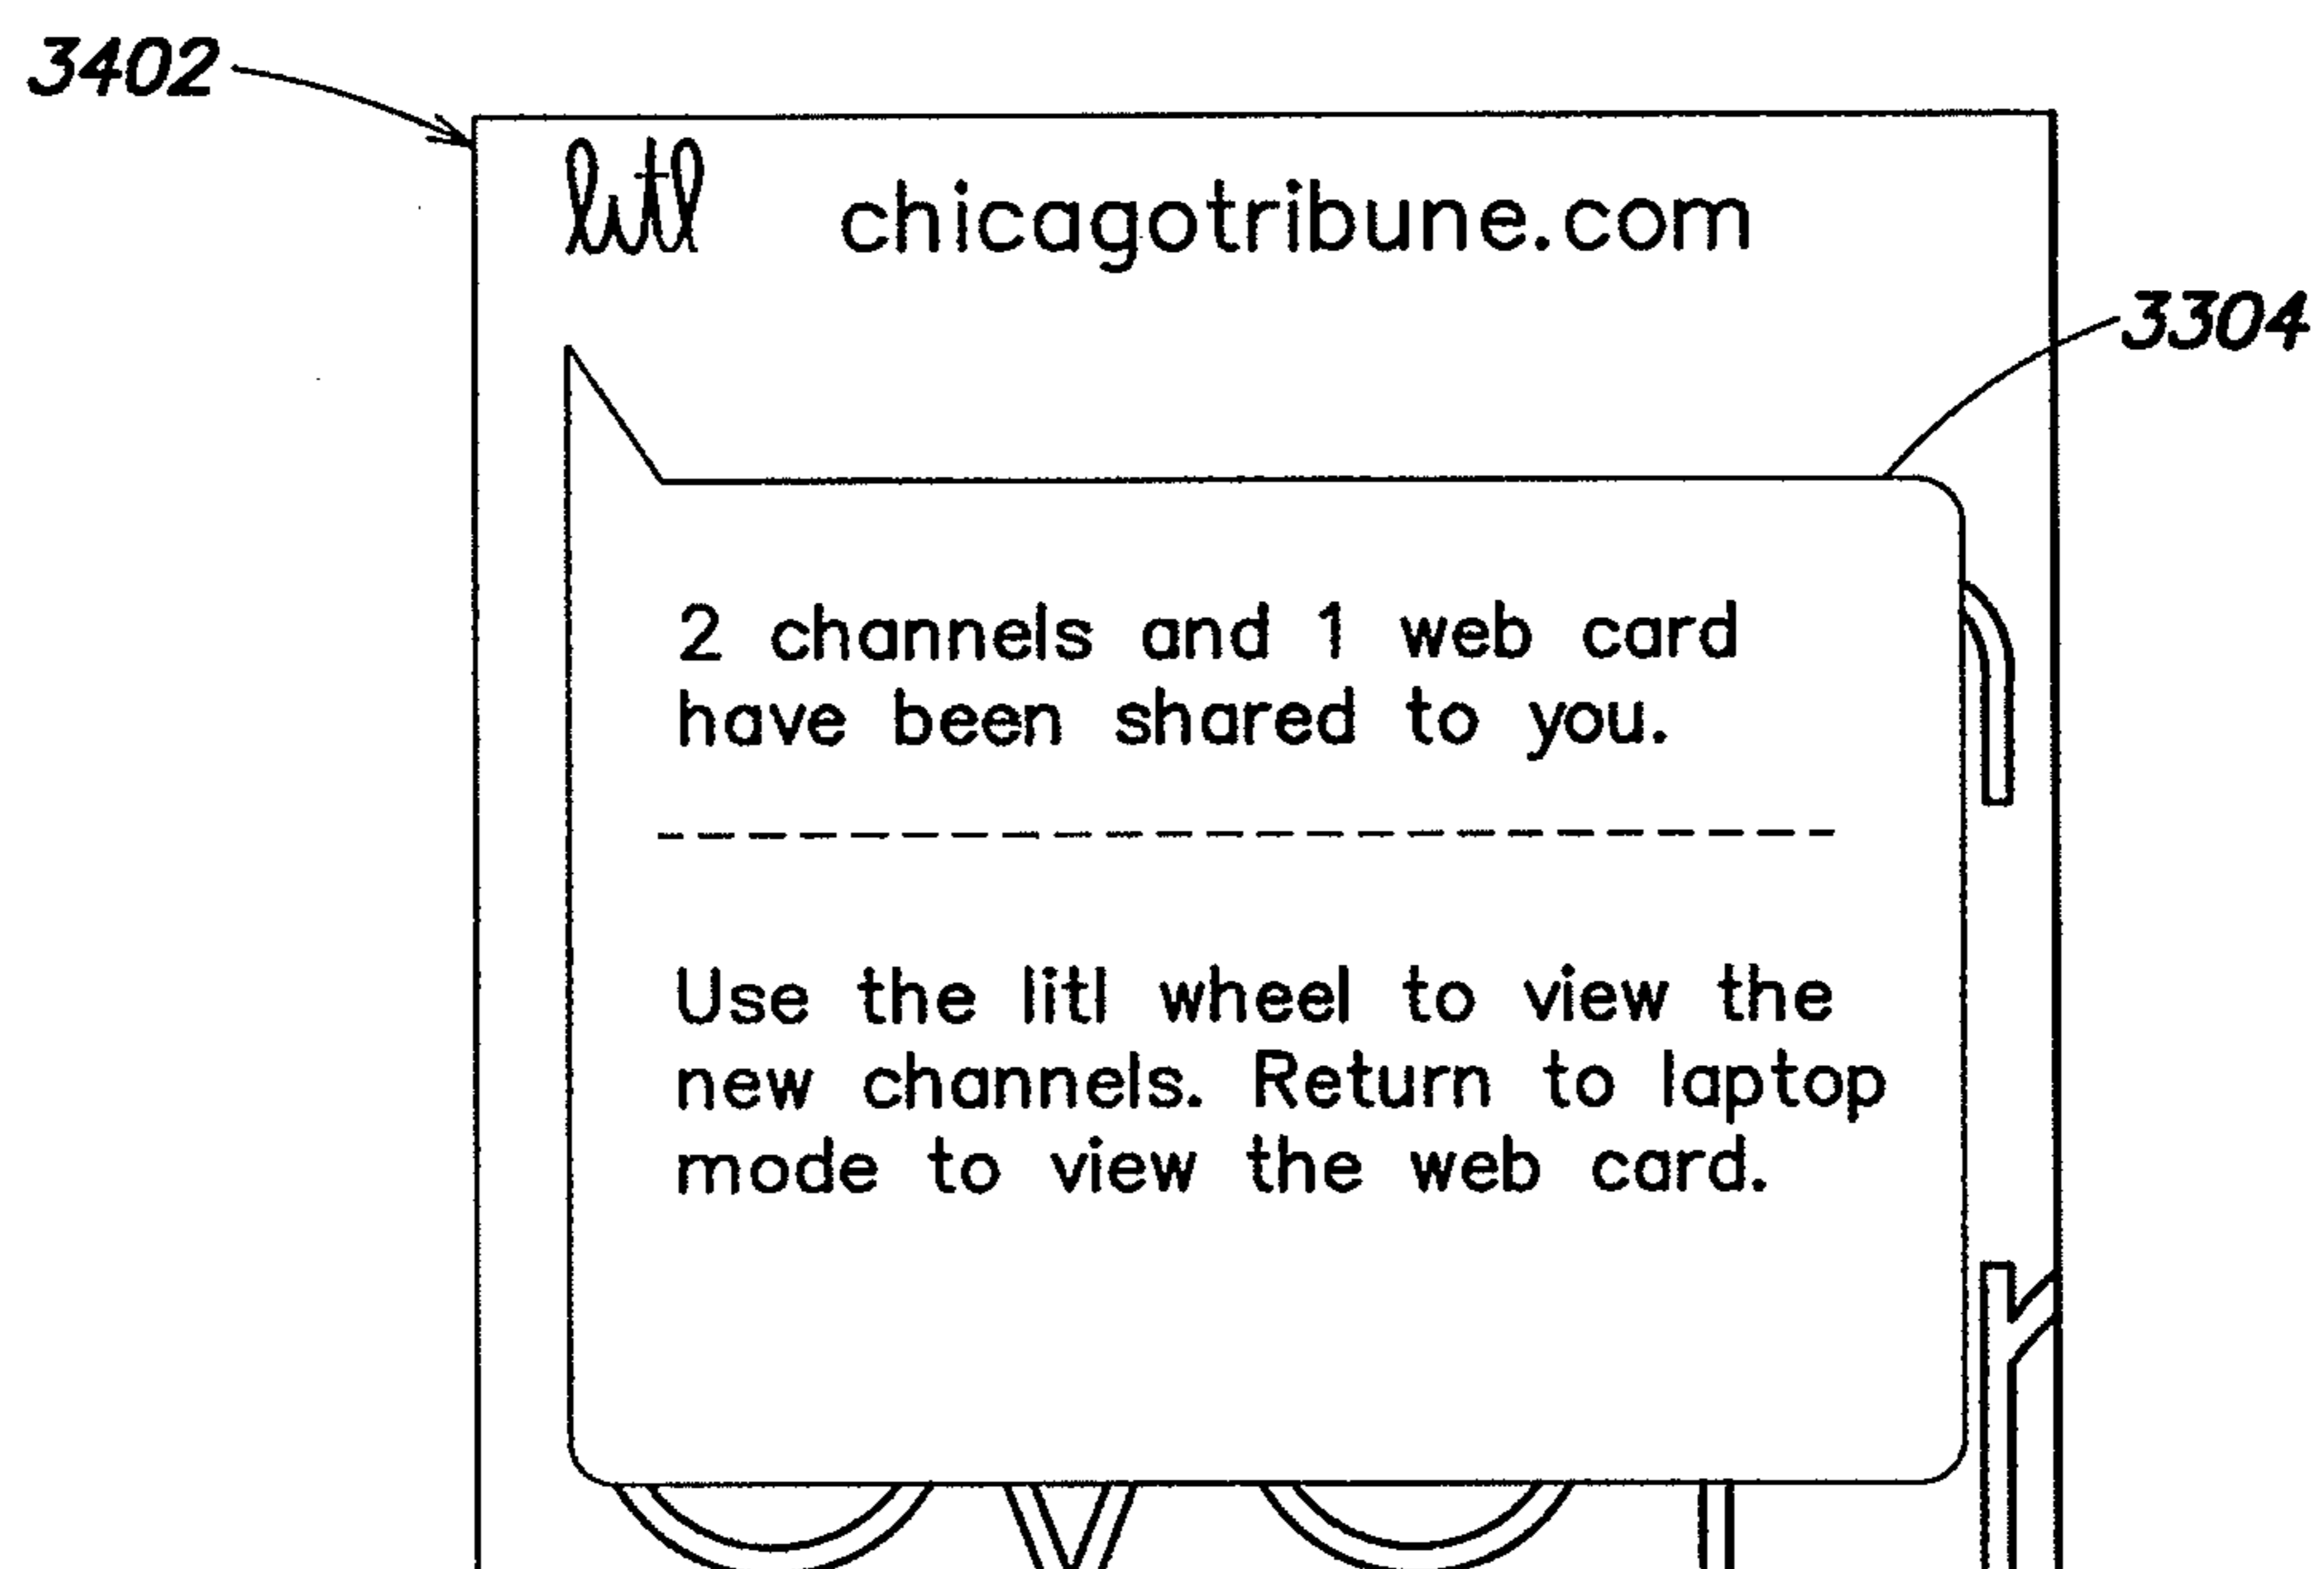 3402
litl chicagotribune.com
3304
2 channels and 1 web card
have been shared to you.
Use the litl wheel to view the
new channels. Return to laptop
mode to view the web card.